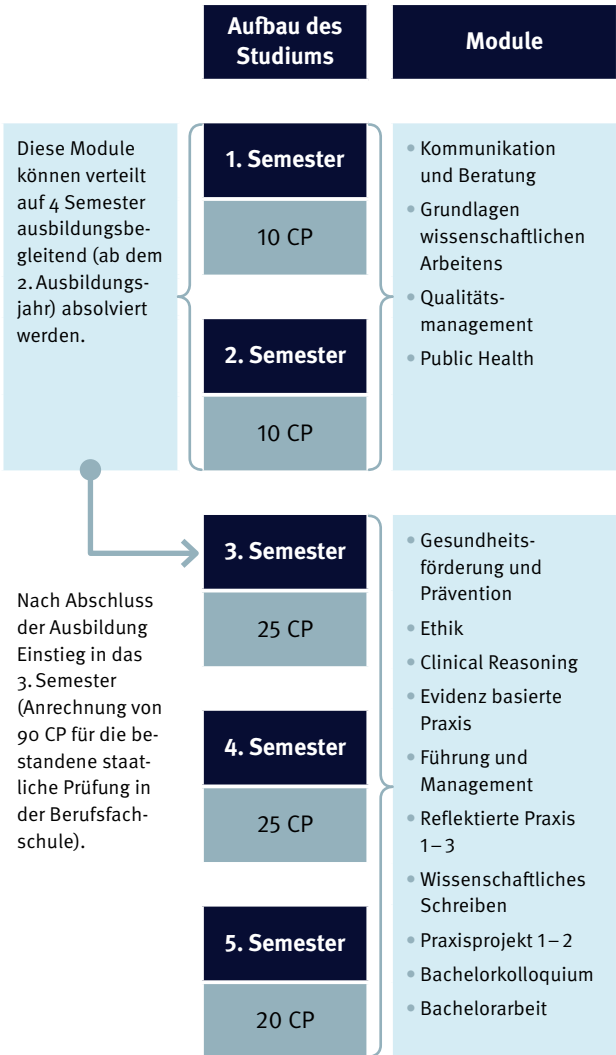 Aufbau des
Studiums
Module
Diese Module
können verteilt
auf 4 Semester
ausbildungsbe-
gleitend (ab dem
2. Ausbildungs-
jahr) absolviert
werden.
1. Semester
10 CP
2. Semester
10 CP
• Kommunikation
und Beratung
• Grundlagen
wissenschaftlichen
Arbeitens
• Qualitäts-
management
• Public Health
Nach Abschluss
der Ausbildung
Einstieg in das
3. Semester
(Anrechnung von
90 CP für die be-
standene staat-
liche Prüfung in
der Berufsfach-
schule).
3. Semester
25 CP
4. Semester
25 CP
5. Semester
20 CP
• Gesundheits-
förderung und
Prävention
• Ethik
• Clinical Reasoning
• Evidenz basierte
Praxis
• Führung und
Management
• Reflektierte Praxis
1–3
• Wissenschaftliches
Schreiben
• Praxisprojekt 1–2
• Bachelorkolloquium
• Bachelorarbeit